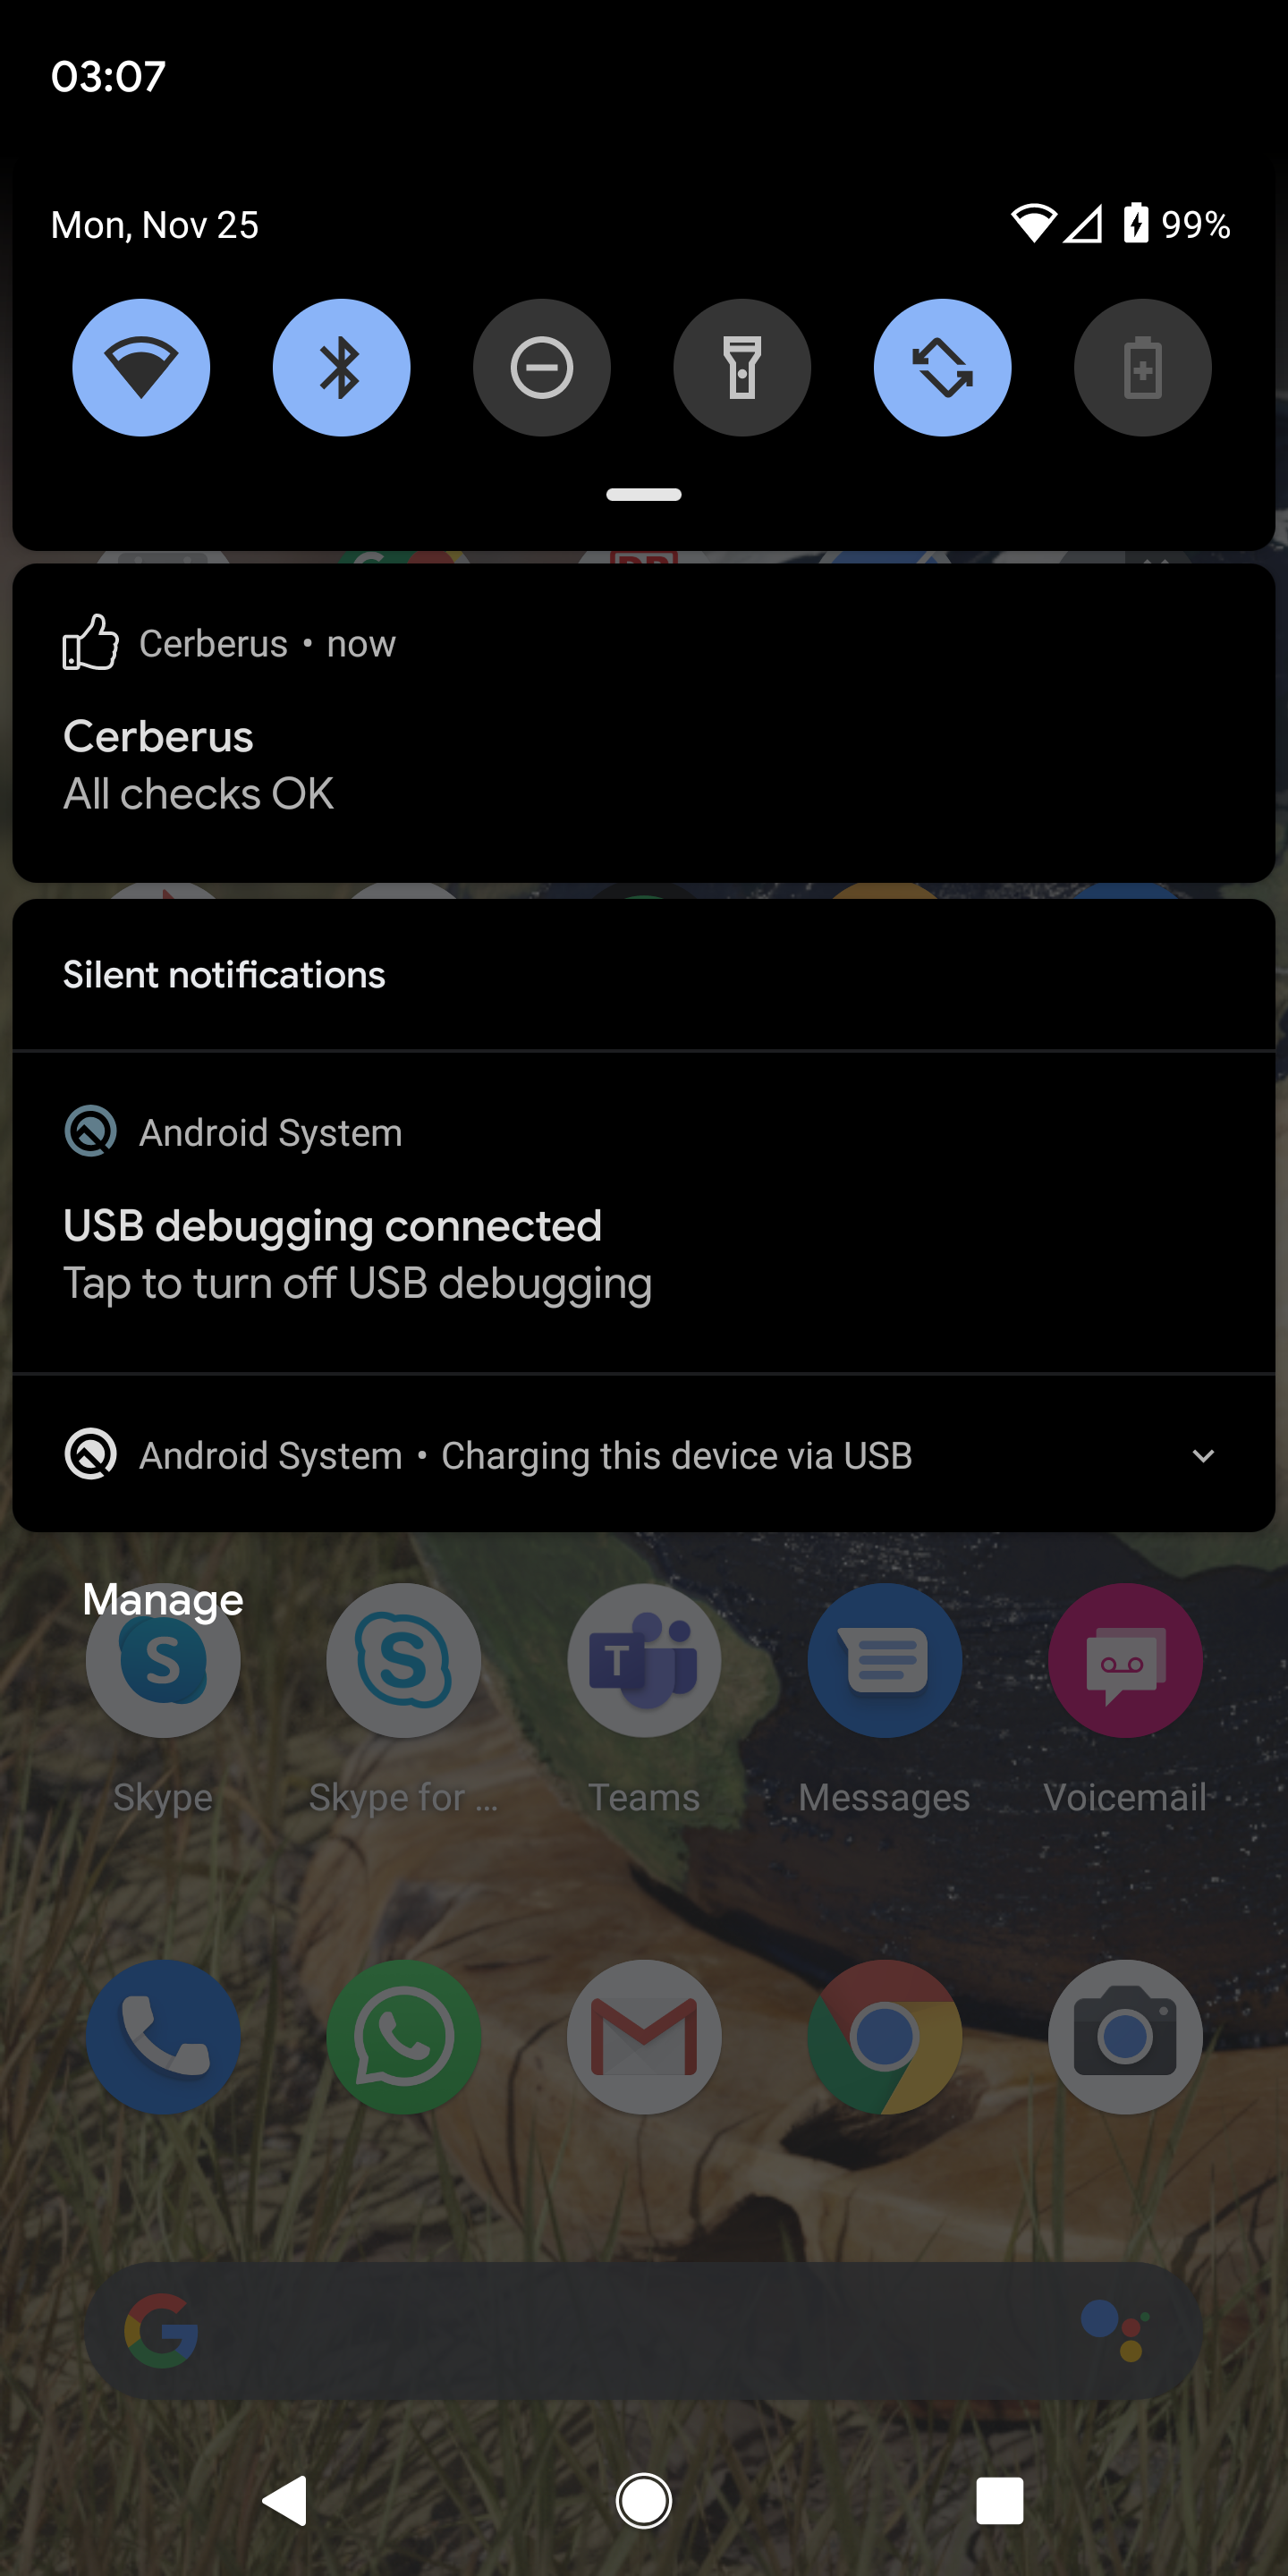 03:07
Mon, Nov 25
99%
Cerberus • now
Cerberus
All checks OK
Silent notifications
Android System
USB debugging connected
Tap to turn off USB debugging
Android System • Charging this device via USB
Manage
Skype
Skype for ...
Teams
Messages
Voicemail